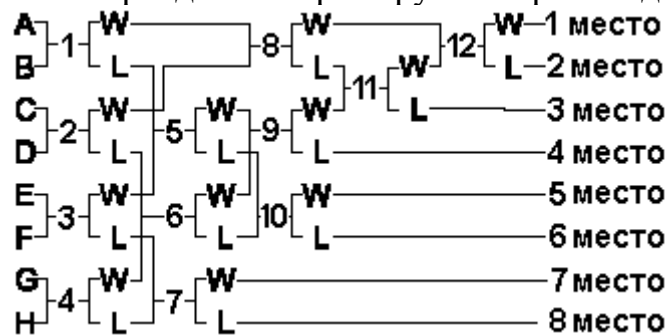 A W W W 1 место
1 8 12
B L L W L 2 место
11
C W W W L 3 место
2 5 9
D L L L 4 место
E W W W 5 место
3 6 10
F L L L 6 место
G W W 7 место
4 7
H L L 8 место